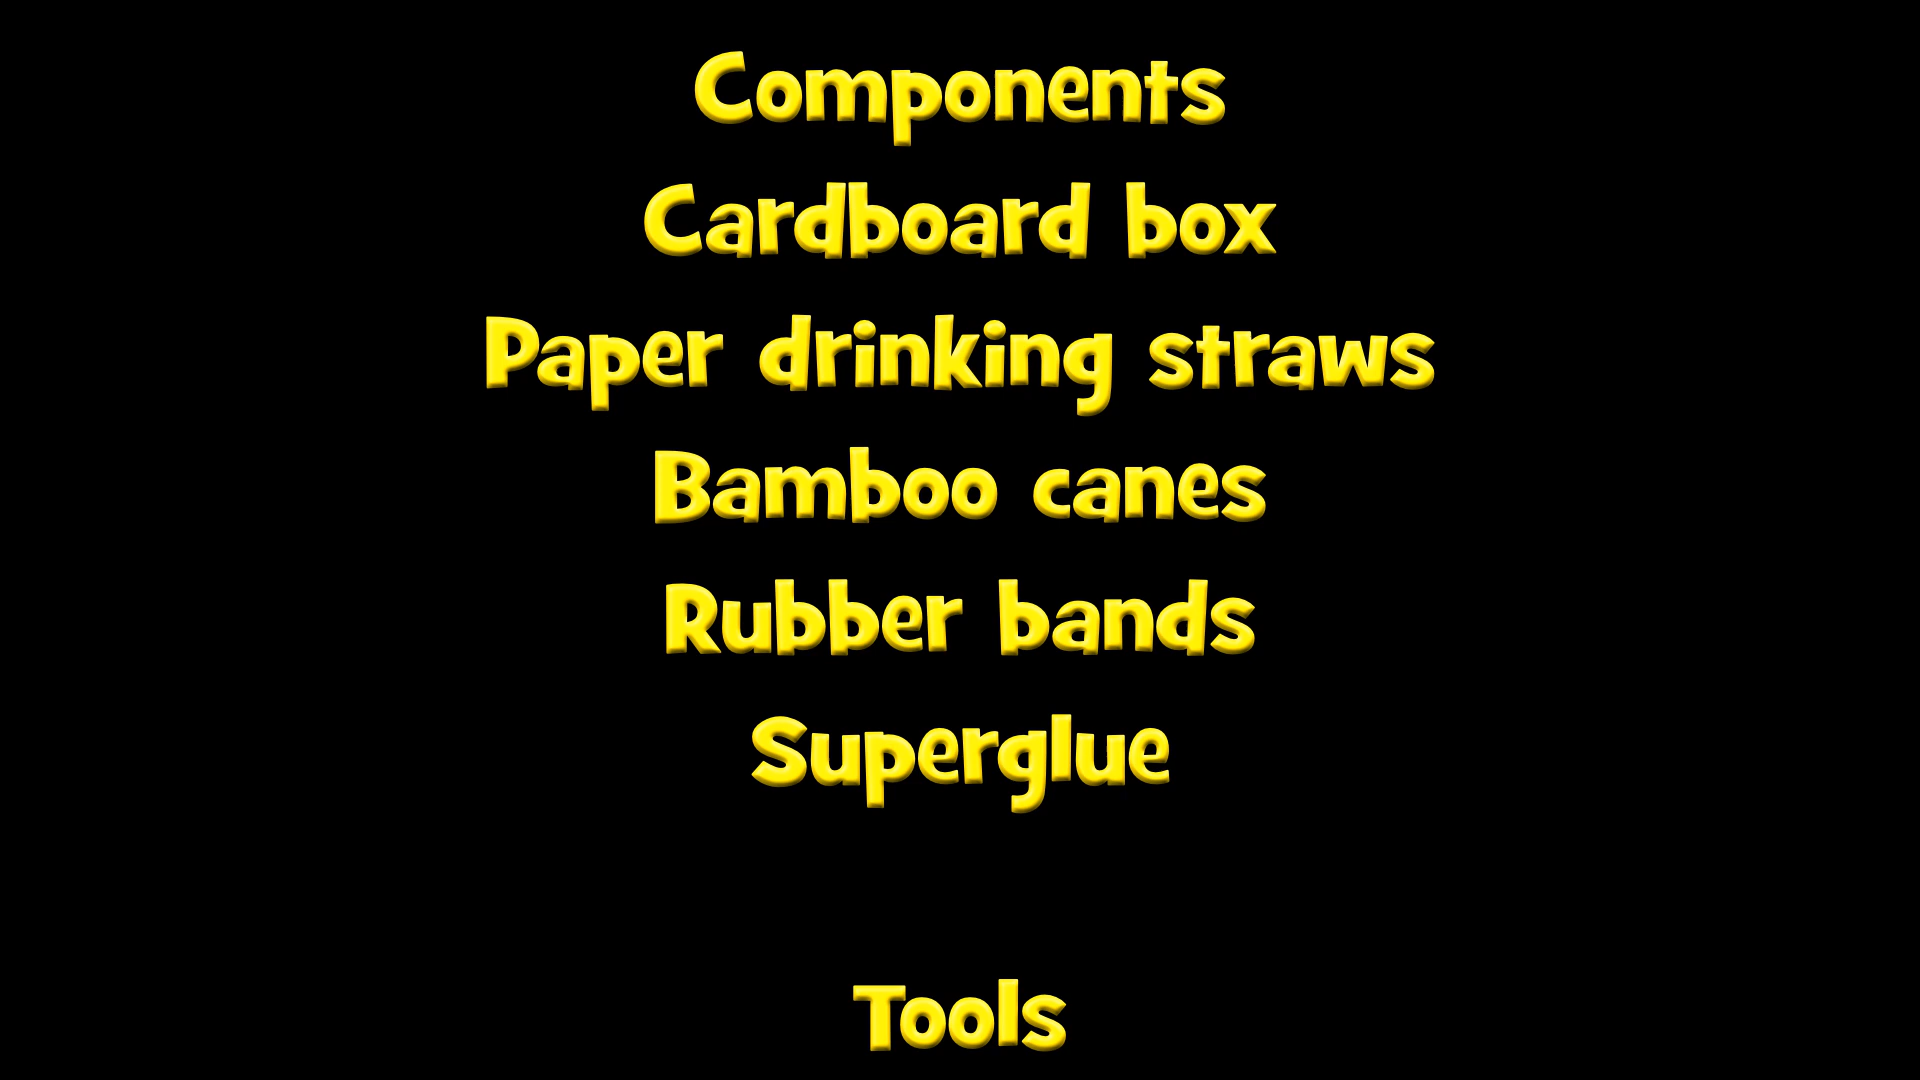 Components
Cardboard box
Paper drinking straws
Bamboo canes
Rubber bands
Superglue
Tools